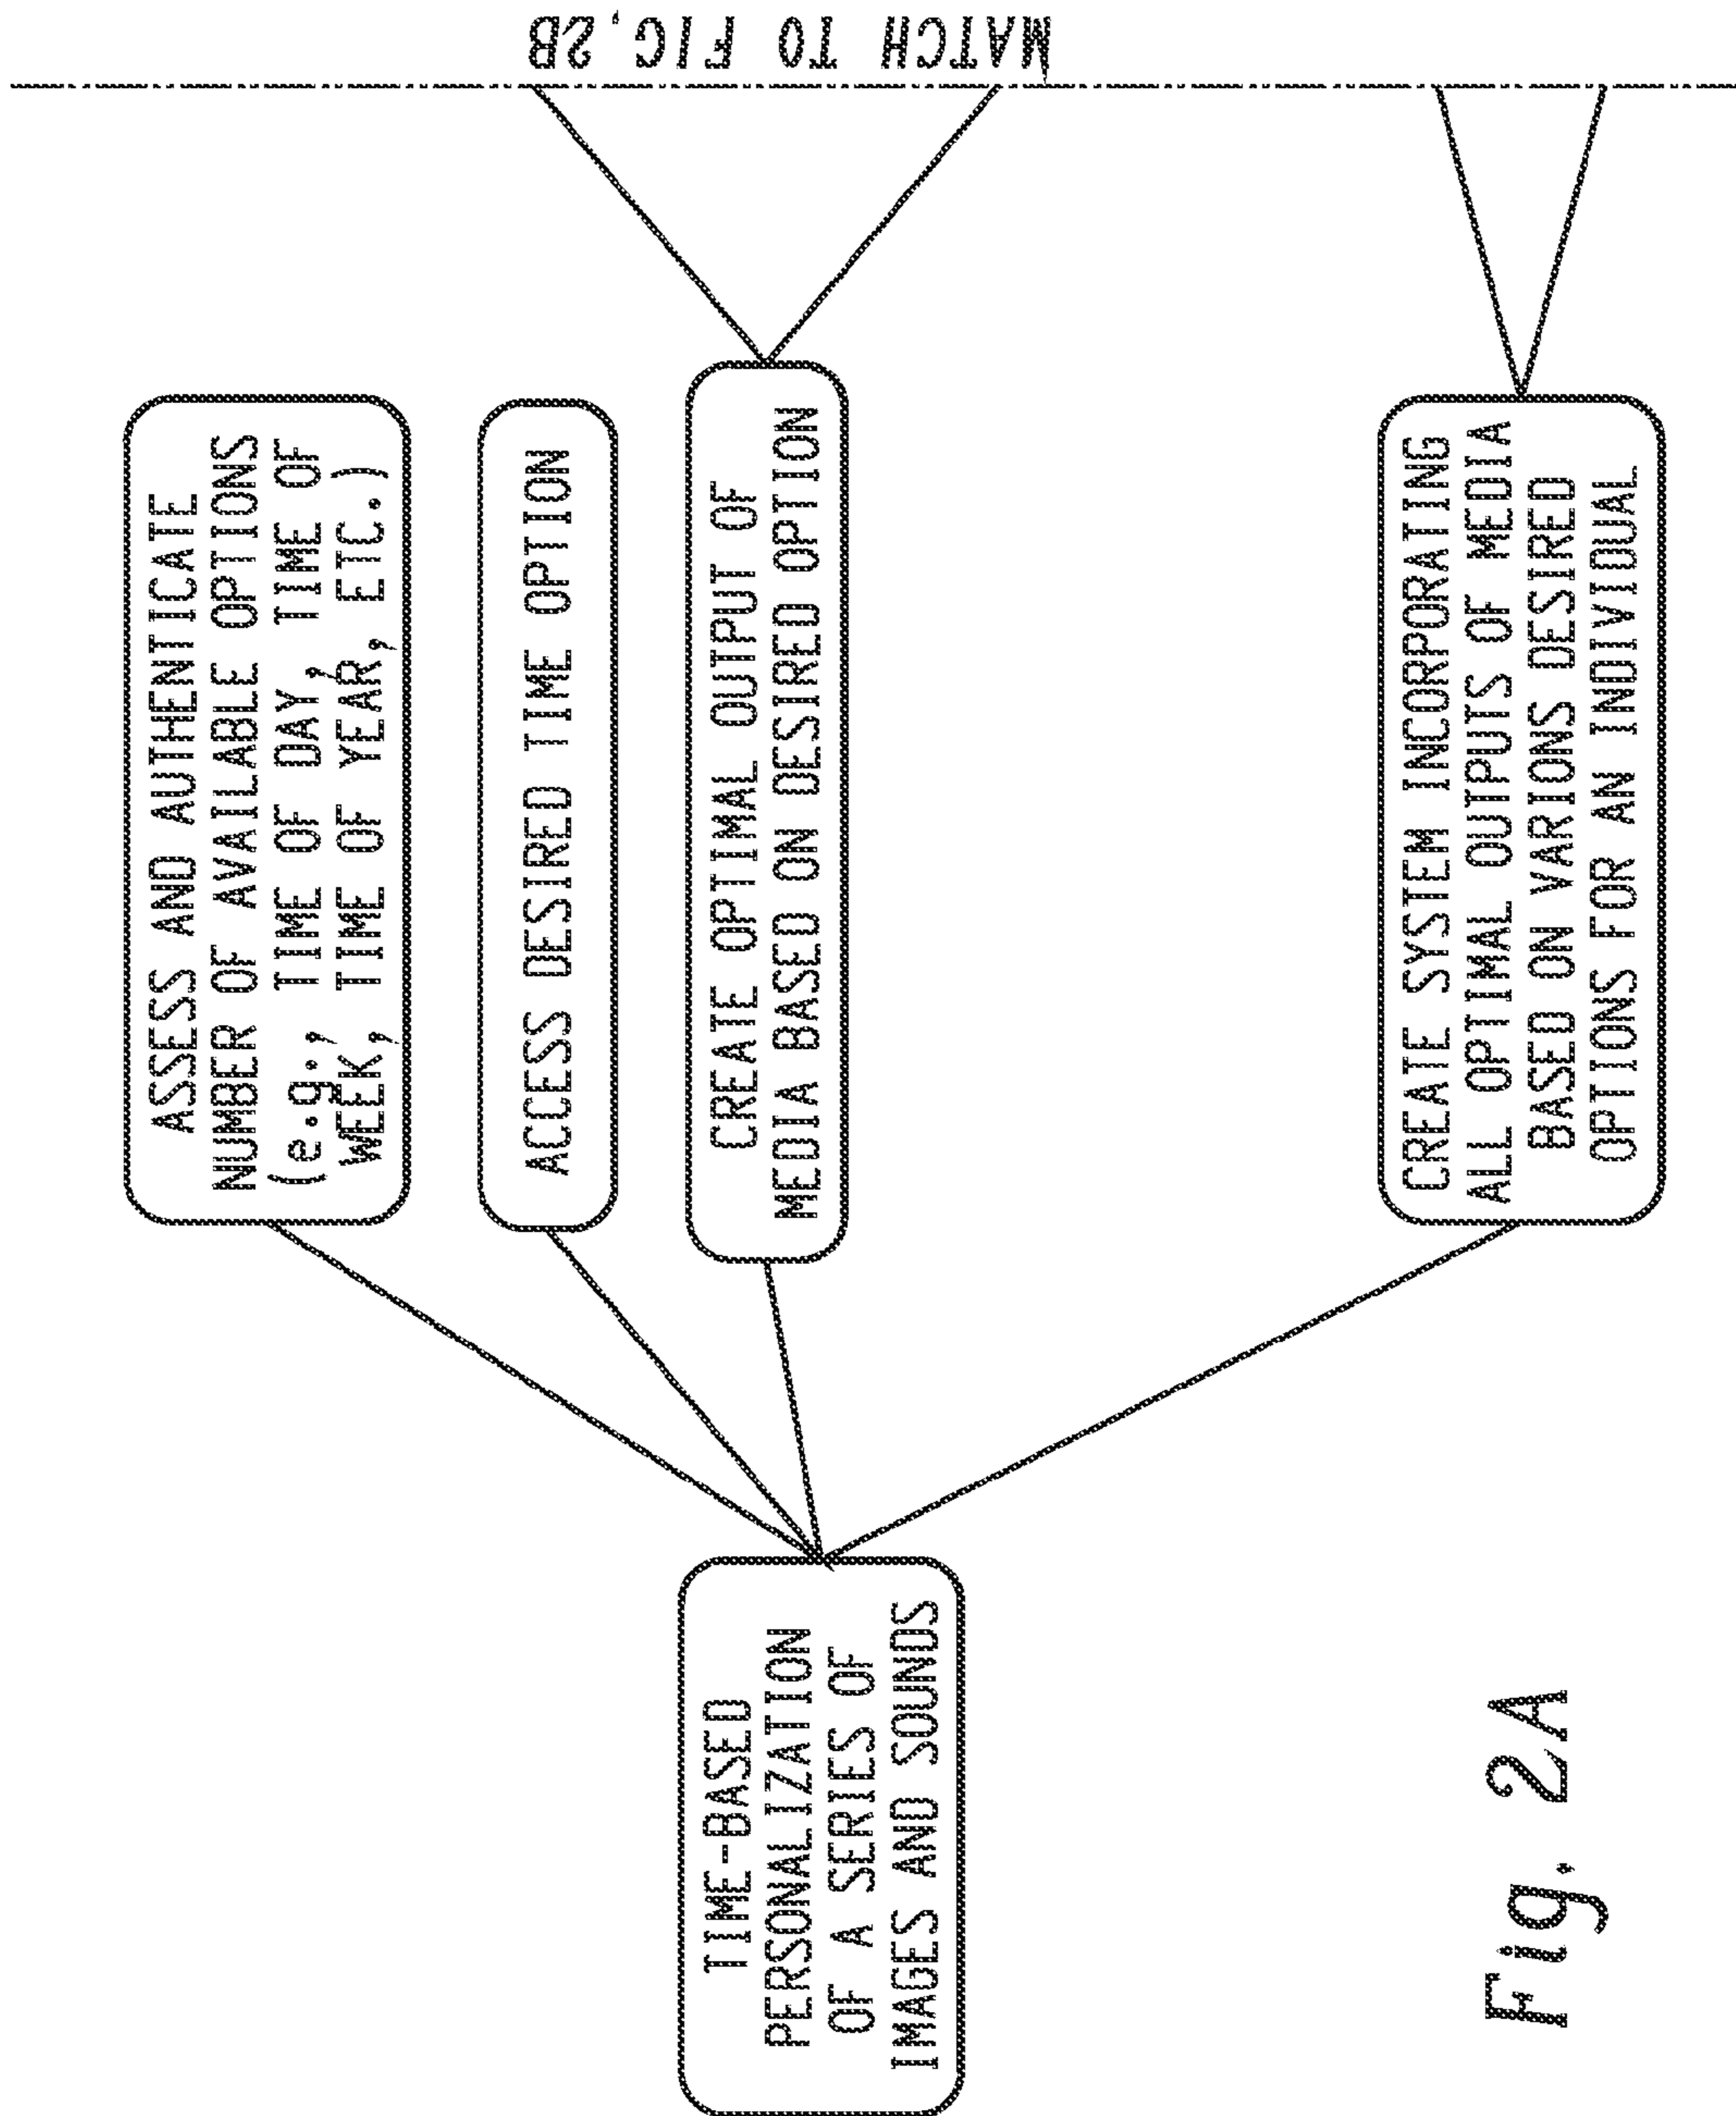 TIME-BASED
PERSONALIZATION
OF A SERIES OF
IMAGES AND SOUNDS
ASSESS AND AUTHENTICATE
NUMBER OF AVAILABLE OPTIONS
(e.g., TIME OF DAY, TIME OF
WEEK, TIME OF YEAR, ETC.)
ACCESS DESIRED TIME OPTION
CREATE OPTIMAL OUTPUT OF
MEDIA BASED ON DESIRED OPTION
CREATE SYSTEM INCORPORATING
ALL OPTIMAL OUTPUTS OF MEDIA
BASED ON VARIONS DESIRED
OPTIONS FOR AN INDIVIDUAL
MATCH TO FIG.2B
Fig. 2A